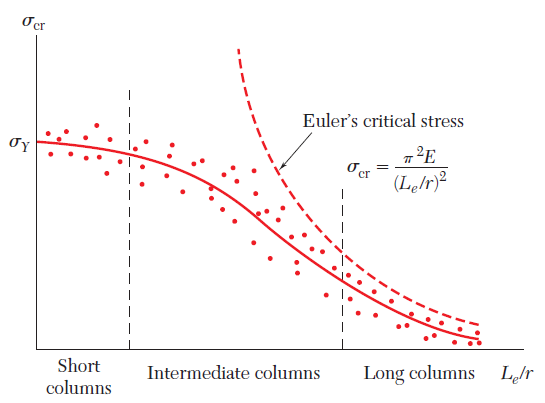 σcr
σY
Euler's critical stress
σcr = π²E / (Le/r)²
Short
columns
Intermediate columns
Long columns
Le/r